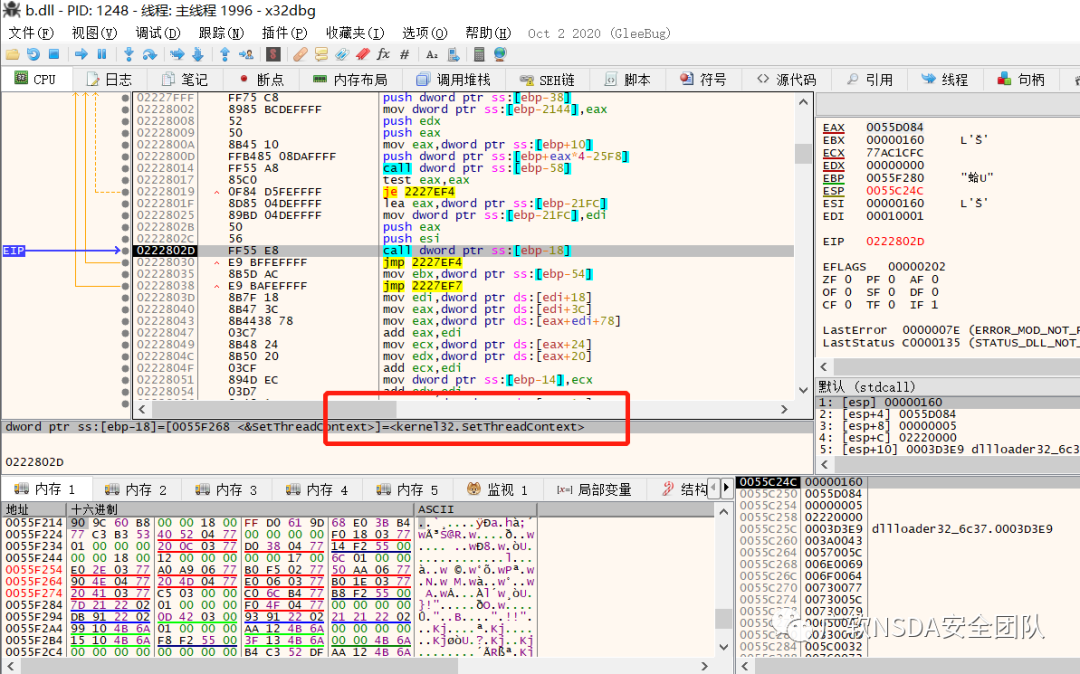 b.dll - PID: 1248 - 线程: 主线程 1996 - x32dbg
文件(F) 视图(V) 调试(D) 跟踪(N) 插件(P) 收藏夹(I) 选项(O) 帮助(H) Oct 2 2020 (GleeBug)
CPU 日志 笔记 断点 内存布局 调用堆栈 SEH链 脚本 符号 源代码 引用 线程 句柄
02227FFF FF75 C8 push dword ptr ss:[ebp-38]
02228002 8985 BCDEFFFF mov dword ptr ss:[ebp-2144],eax
02228008 52 push edx
02228009 50 push eax
0222800A 8B45 10 mov eax,dword ptr ss:[ebp+10]
0222800D FFB485 08DAFFFF push dword ptr ss:[ebp+eax*4-25F8]
02228014 FF55 A8 call dword ptr ss:[ebp-58]
02228017 85C0 test eax,eax
02228019 0F84 D5FEFFFF je 2227EF4
0222801F 8D85 04DEFFFF lea eax,dword ptr ss:[ebp-21FC]
02228025 89BD 04DEFFFF mov dword ptr ss:[ebp-21FC],edi
0222802B 50 push eax
0222802C 56 push esi
EIP 0222802D FF55 E8 call dword ptr ss:[ebp-18]
02228030 E9 BFFEFFFF jmp 2227EF4
02228035 8B5D AC mov ebx,dword ptr ss:[ebp-54]
02228038 E9 BAFEFFFF jmp 2227EF7
0222803D 8B7F 18 mov edi,dword ptr ds:[edi+18]
02228040 8B47 3C mov eax,dword ptr ds:[edi+3C]
02228043 8B4438 78 mov eax,dword ptr ds:[eax+edi+78]
02228047 03C7 add eax,edi
02228049 8B48 24 mov ecx,dword ptr ds:[eax+24]
0222804C 8B50 20 mov edx,dword ptr ds:[eax+20]
0222804F 03CF add ecx,edi
02228051 894D EC mov dword ptr ss:[ebp-14],ecx
02228054 03D7 add edx,edi
dword ptr ss:[ebp-18]=[0055F268 <&SetThreadContext>]=<kernel32.SetThreadContext>
0222802D
EAX 0055D084
EBX 00000160 L'Š'
ECX 77AC1CFC
EDX 00000000
EBP 0055F280 "蛤U"
ESP 0055C24C
ESI 00000160 L'Š'
EDI 00010001
EIP 0222802D
EFLAGS 00000202
ZF 0 PF 0 AF 0
OF 0 SF 0 DF 0
CF 0 TF 0 IF 1
LastError 0000007E (ERROR_MOD_NOT_F
LastStatus C0000135 (STATUS_DLL_NOT_
默认 (stdcall)
1: [esp] 00000160
2: [esp+4] 0055D084
3: [esp+8] 00000005
4: [esp+C] 02220000
5: [esp+10] 0003D3E9 dllloader32_6c37
内存 1 内存 2 内存 3 内存 4 内存 5 监视 1 局部变量 结构
地址 十六进制 ASCII
0055F214 90 9C 60 B8 00 00 18 00 FF D0 61 9D 68 E0 3B B4
0055F224 77 C3 B3 53 40 52 04 77 00 00 00 00 F0 18 03 77
0055F234 01 00 00 00 20 0C 03 77 D0 38 04 77 14 F2 55 00
0055F244 00 00 18 00 12 00 00 00 00 00 17 00 6C 01 00 00
0055F254 E0 2E 03 77 A0 A9 06 77 B0 F5 02 77 50 AA 06 77
0055F264 90 4E 04 77 20 4D 04 77 E0 06 03 77 B0 1E 03 77
0055F274 20 41 03 77 C5 03 00 00 C0 6C B4 77 B8 F2 55 00
0055F284 7D 21 22 02 01 00 00 00 F0 4F 04 77 00 00 00 00
0055F294 DB 91 22 02 0D 42 03 00 93 91 22 02 21 21 22 02
0055F2A4 99 10 4B 6A 01 00 00 00 AA 12 4B 6A 00 00 00 00
0055F2B4 15 10 4B 6A F8 F2 55 00 3F 13 4B 6A 00 00 4B 6A
0055F2C4 00 00 00 00 00 00 00 00 B4 C3 52 DF AA 12 4B 6A
0055C24C 00000160
0055C250 0055D084
0055C254 00000005
0055C258 02220000
0055C25C 0003D3E9 dllloader32_6c37.0003D3E9
0055C260 003A0043
0055C264 0057005C
0055C268 006E0069
0055C26C 006F0064
0055C270 00730077
0055C274 0073005C
0055C278 00730079
0055C284 005C0032
软NSDA安全团队